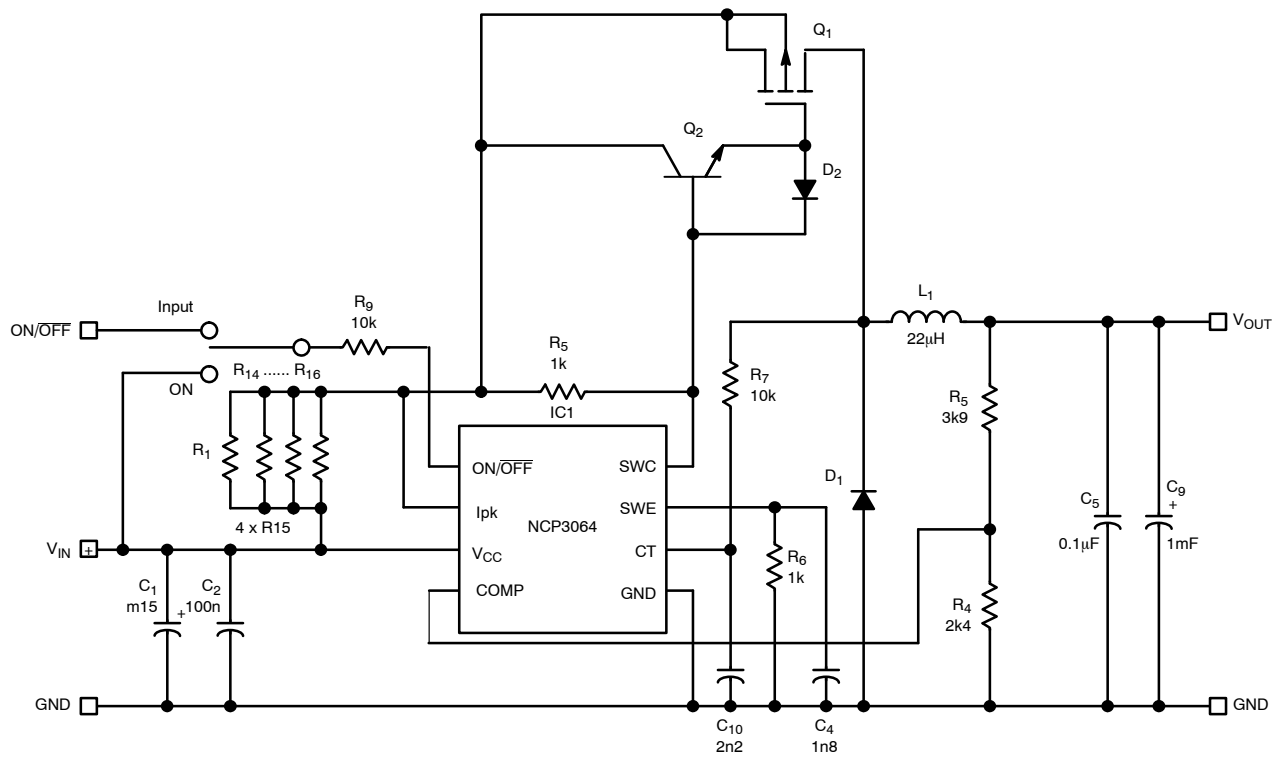 Q1
Q2
D2
Input
ON/OFF
R9
10k
ON
R14 ...... R16
R5
1k
IC1
L1
22µH
VOUT
R7
10k
R5
3k9
R1
4 x R15
ON/OFF
Ipk
VCC
COMP
NCP3064
SWC
SWE
CT
GND
D1
R6
1k
C5
0.1µF
C9
+
1mF
VIN
+
C1
m15
+
C2
100n
R4
2k4
GND
GND
C10
2n2
C4
1n8